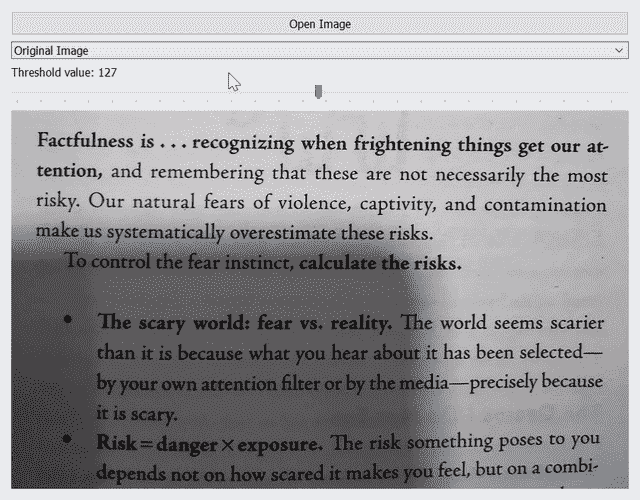 Open Image
Original Image
Threshold value: 127
Factfulness is . . . recognizing when frightening things get our at-
tention, and remembering that these are not necessarily the most
risky. Our natural fears of violence, captivity, and contamination
make us systematically overestimate these risks.
To control the fear instinct, calculate the risks.
• The scary world: fear vs. reality. The world seems scarier
than it is because what you hear about it has been selected—
by your own attention filter or by the media—precisely because
it is scary.
• Risk = danger × exposure. The risk something poses to you
depends not on how scared it makes you feel, but on a combi-